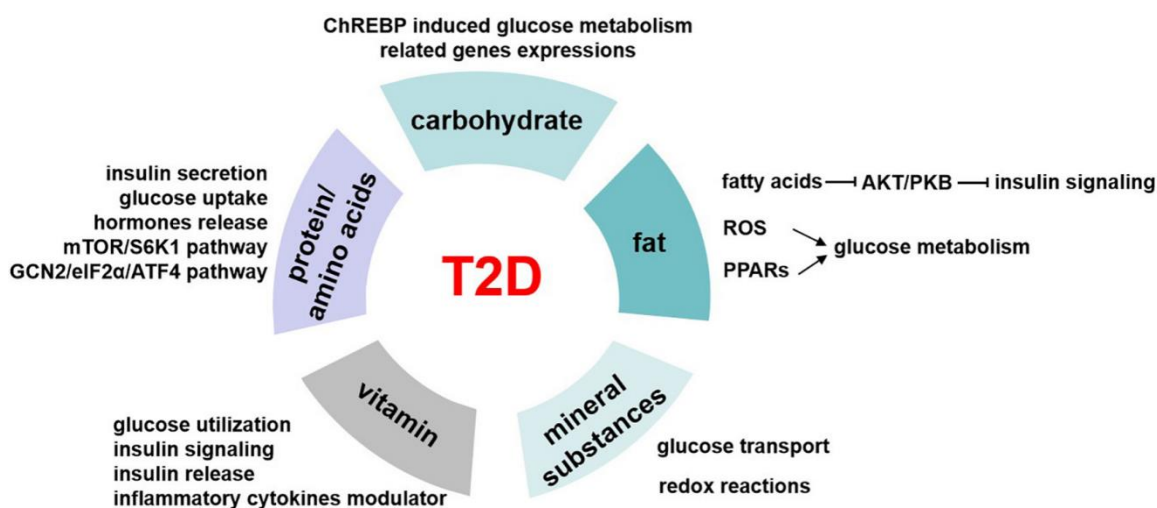 ChREBP induced glucose metabolism
related genes expressions
carbohydrate
insulin secretion
glucose uptake
hormones release
mTOR/S6K1 pathway
GCN2/eIF2α/ATF4 pathway
protein/
amino acids
T2D
fat
fatty acids AKT/PKB insulin signaling
ROS
PPARs
glucose metabolism
vitamin
glucose utilization
insulin signaling
insulin release
inflammatory cytokines modulator
mineral
substances
glucose transport
redox reactions